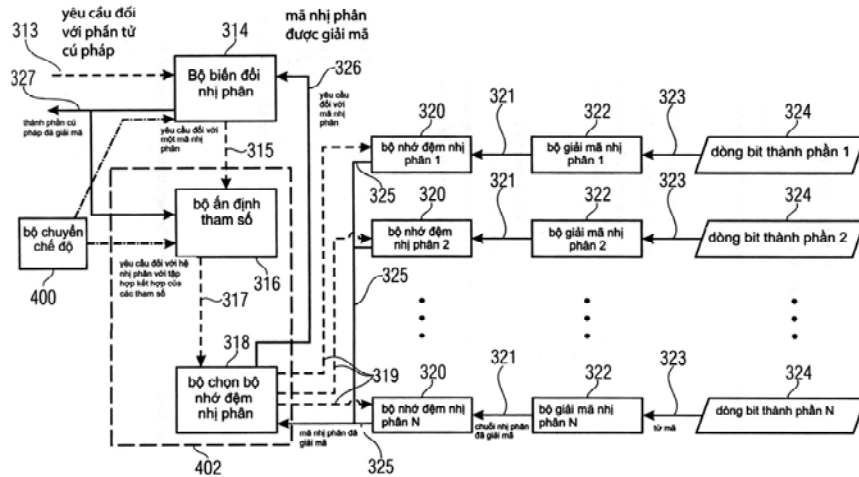 yêu cầu đối
với phần tử
cú pháp
313
327
thành phần cú
pháp đã giải mã
314
Bộ biến đổi
nhị phân
mã nhị phân
được giải mã
326
yêu cầu đối với
mã nhị phân
yêu cầu đối với
một mã nhị
phân
315
bộ chuyển
chế độ
400
bộ ấn định
tham số
316
yêu cầu đối với hệ
nhị phân với tập
hợp kết hợp của
các tham số
317
318
bộ chọn bộ
nhớ đệm
nhị phân
319
402
320
bộ nhớ đệm nhị
phân 1
321
322
bộ giải mã nhị
phân 1
323
324
dòng bit thành phần 1
325
320
bộ nhớ đệm
nhị phân 2
321
322
bộ giải mã nhị
phân 2
323
324
dòng bit thành phần 2
325
320
bộ nhớ đệm nhị
phân N
321
chuỗi nhị phân
đã giải mã
322
bộ giải mã nhị
phân N
323
từ mã
324
dòng bit thành phần N
mã nhị phân đã
giải mã
325